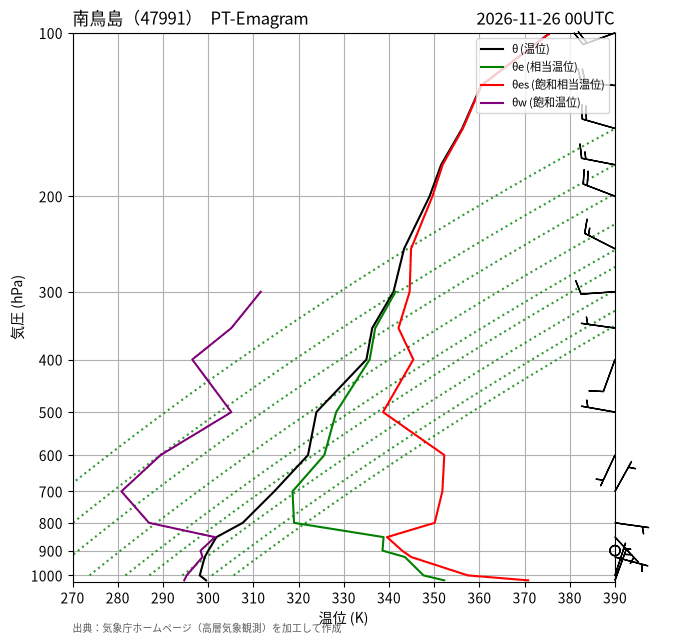 南鳥島（47991） PT-Emagram
2026-11-26 00UTC
θ (温位)
θe (相当温位)
θes (飽和相当温位)
θw (飽和温位)
気圧 (hPa)
100
200
300
400
500
600
700
800
900
1000
270 280 290 300 310 320 330 340 350 360 370 380 390
温位 (K)
出典：気象庁ホームページ（高層気象観測）を加工して作成